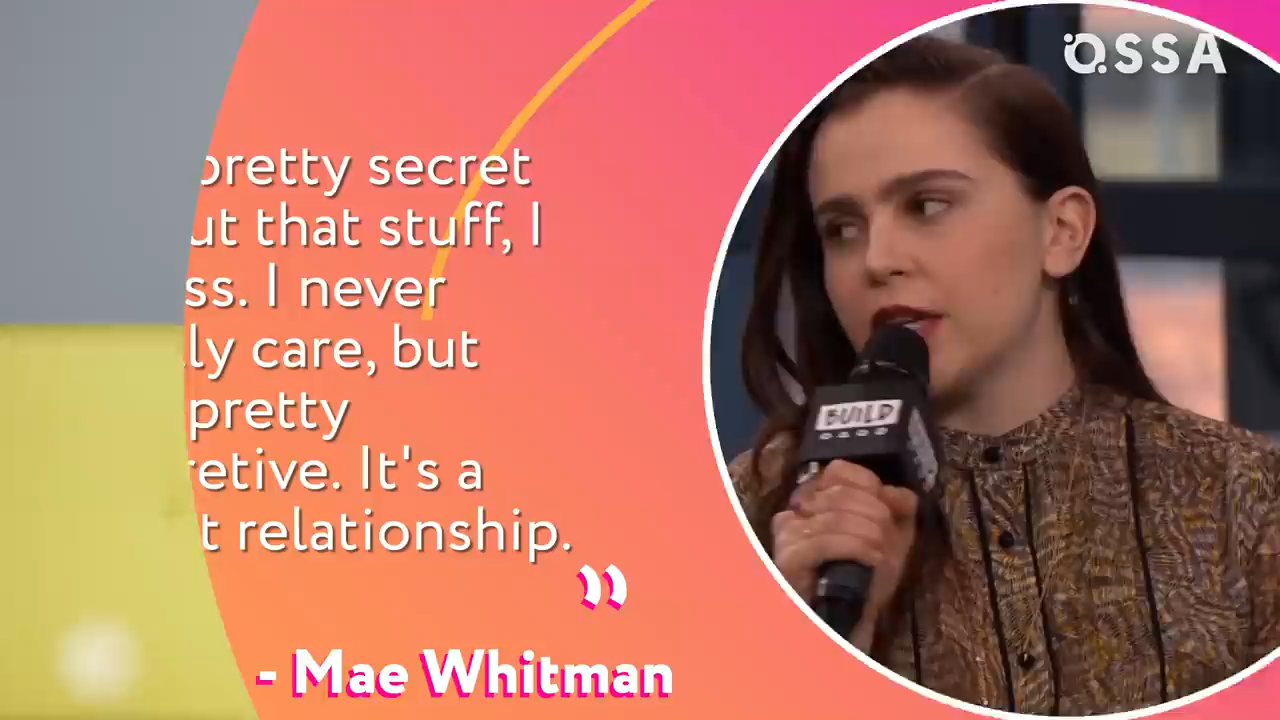 OSSA
pretty secret
ut that stuff, I
ss. I never
ly care, but
pretty
retive. It's a
t relationship.
"
- Mae Whitman
BUILD